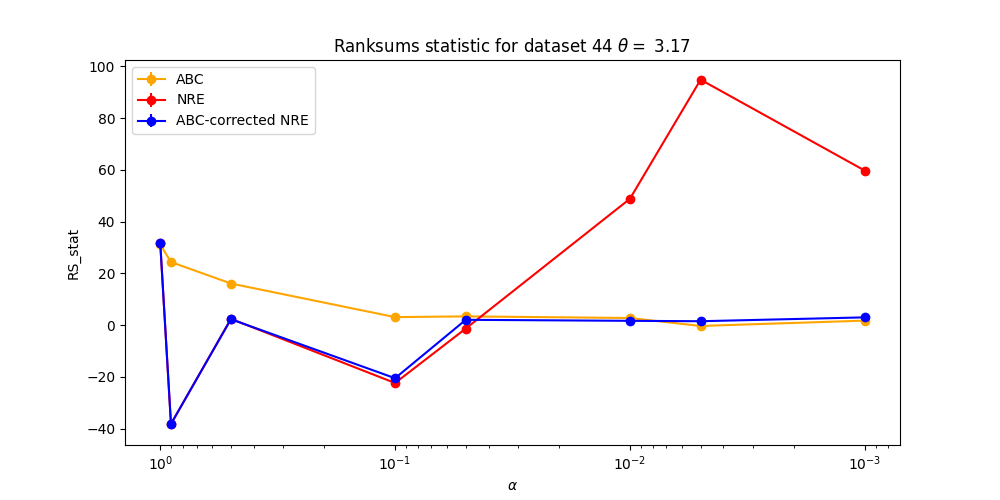 Ranksums statistic for dataset 44 θ = 3.17
ABC
NRE
ABC-corrected NRE
RS_stat
100
80
60
40
20
0
−20
−40
10⁰
10⁻¹
10⁻²
10⁻³
α